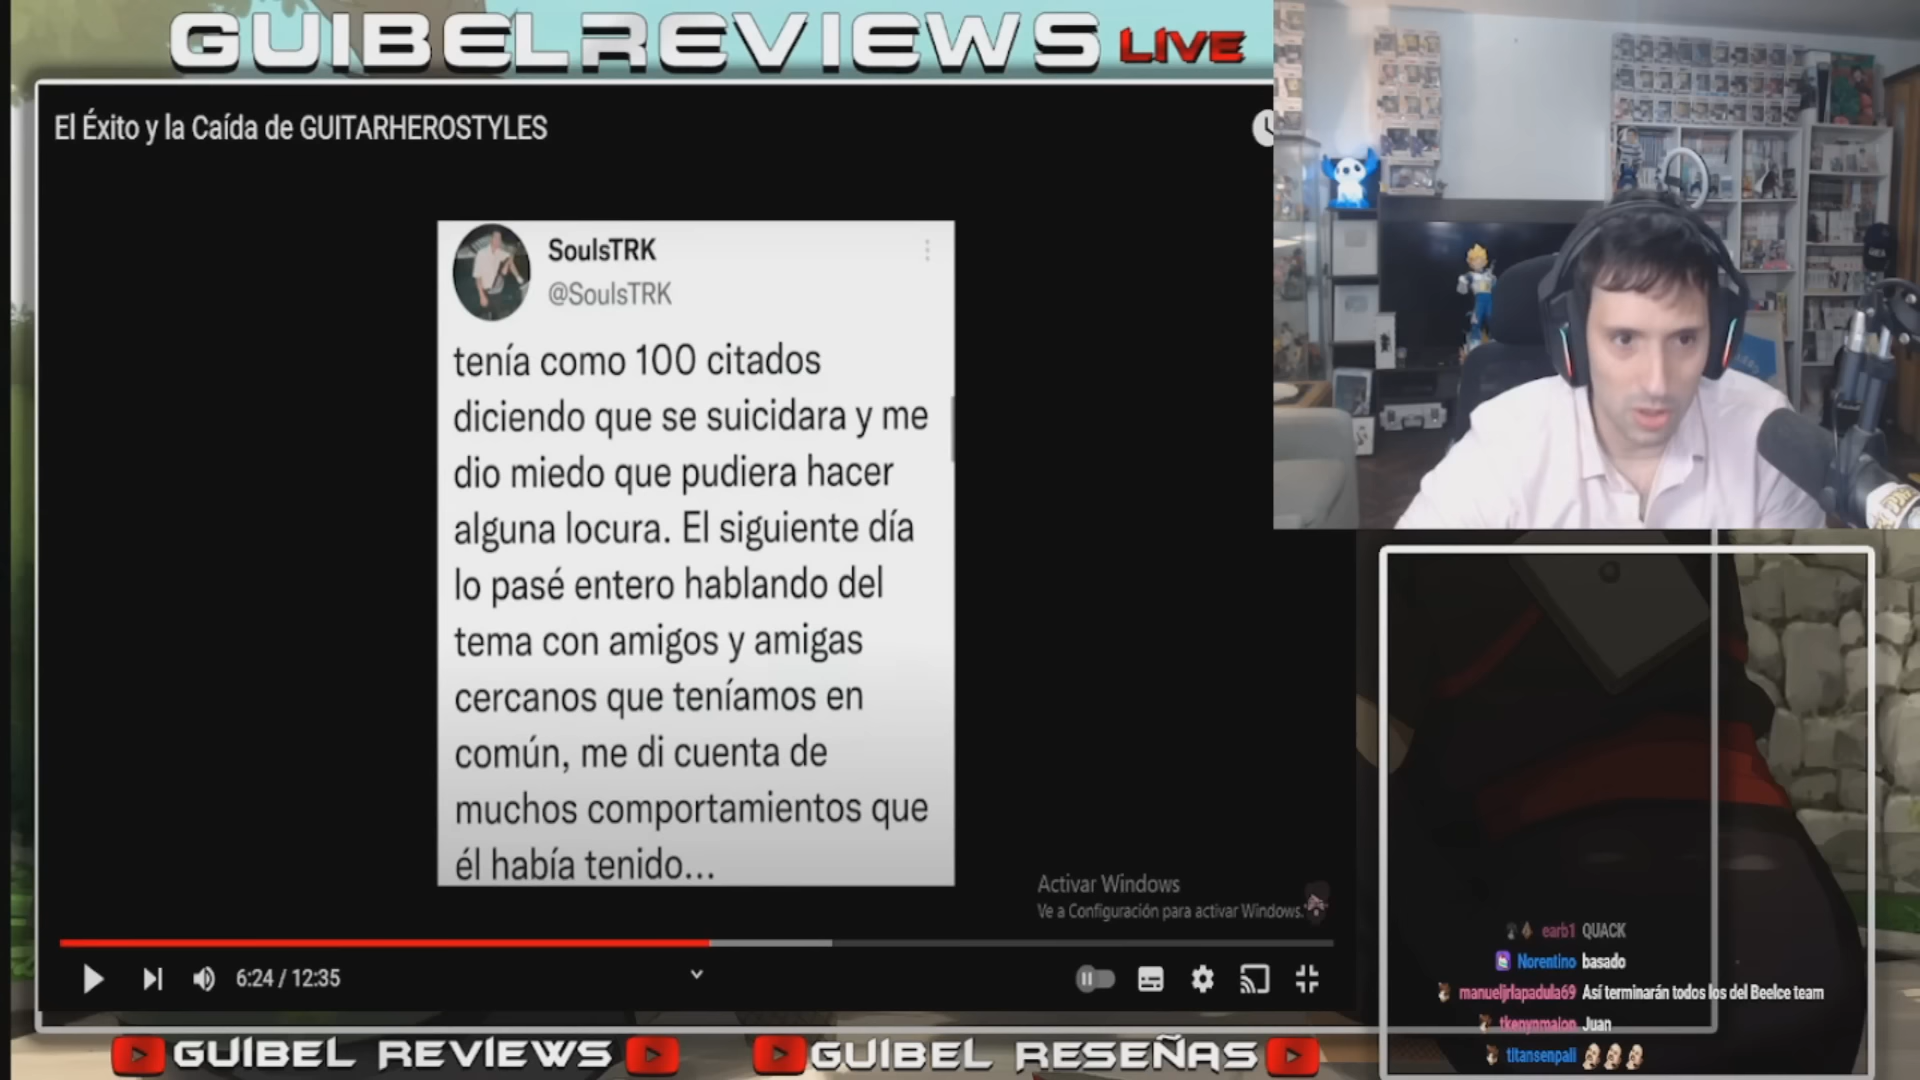 GUIBELREVIEWS LIVE
El Éxito y la Caída de GUITARHEROSTYLES
SoulsTRK
@SoulsTRK
tenía como 100 citados
diciendo que se suicidara y me
dio miedo que pudiera hacer
alguna locura. El siguiente día
lo pasé entero hablando del
tema con amigos y amigas
cercanos que teníamos en
común, me di cuenta de
muchos comportamientos que
él había tenido...
Activar Windows
Ve a Configuración para activar Windows.
6:24 / 12:35
earb1 QUACK
Norentino basado
manueljrlapadula69 Así terminarán todos los del Beelce team
Juan
titansenpaii
GUIBEL REVIEWS
GUIBEL RESEÑAS